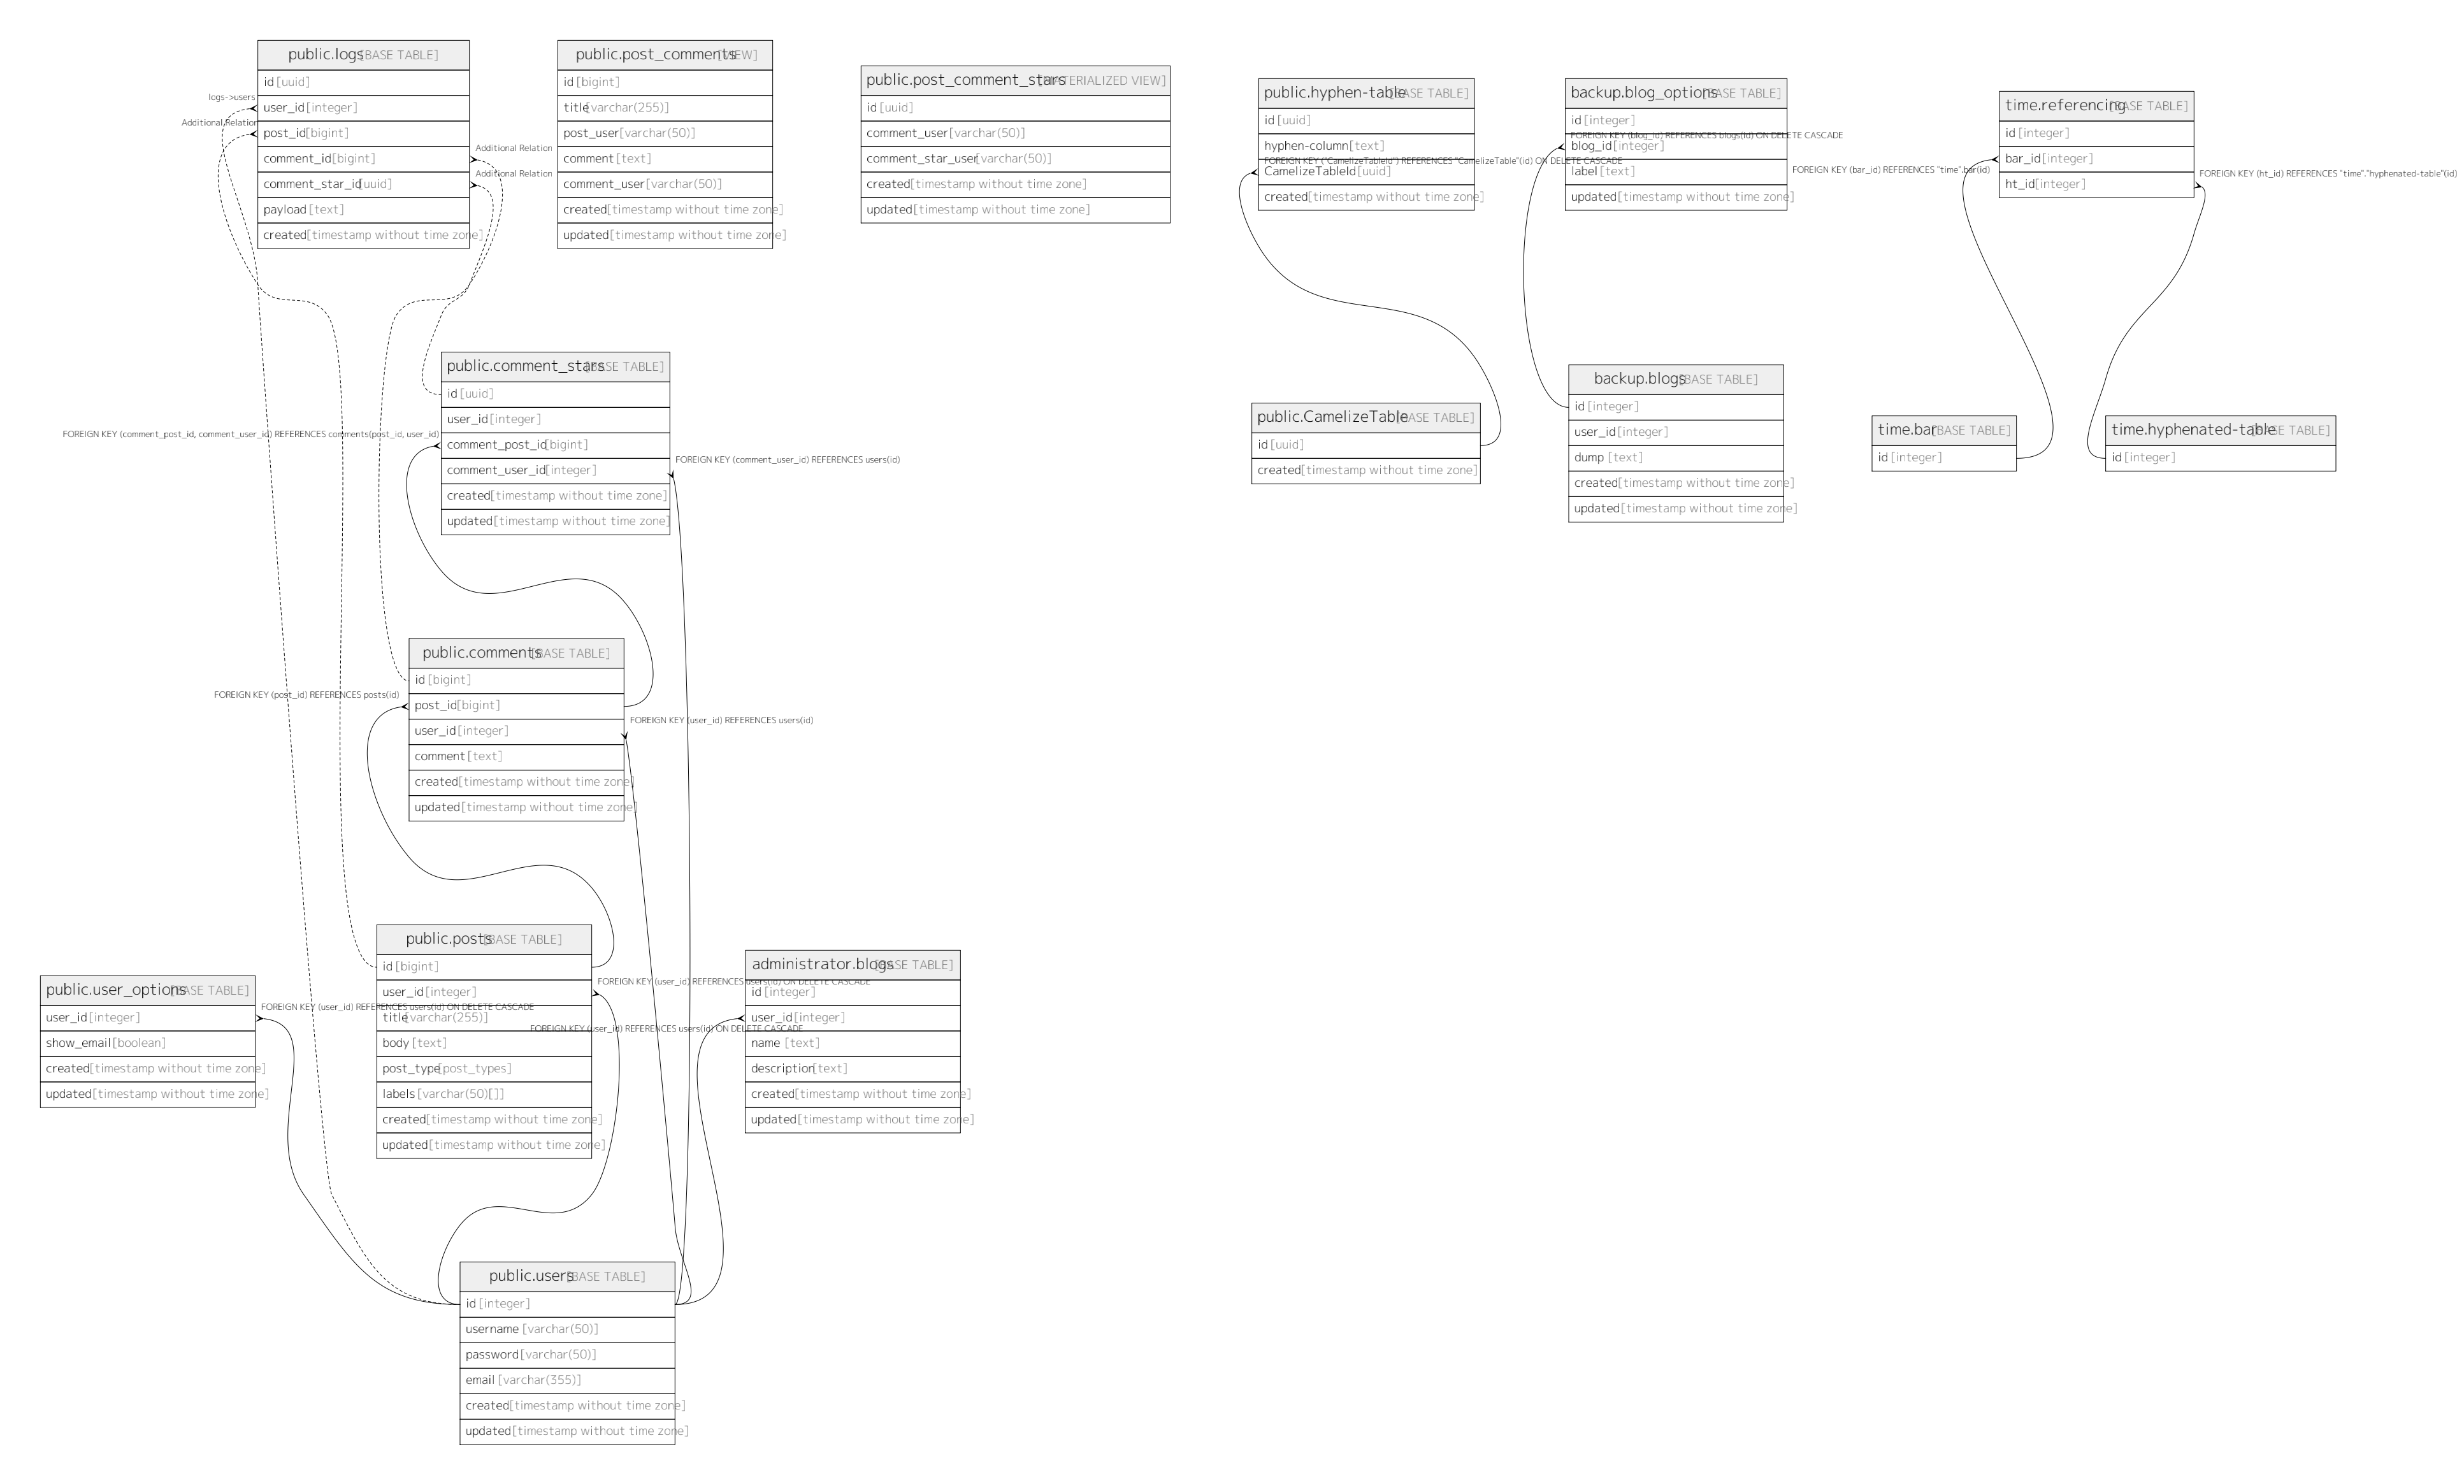 public.logs [BASE TABLE]
id [uuid]
logs->users
user_id [integer]
Additional Relation
post_id [bigint]
comment_id [bigint]
Additional Relation
comment_star_id [uuid]
Additional Relation
payload [text]
created [timestamp without time zone]
public.post_comments [VIEW]
id [bigint]
title [varchar(255)]
post_user [varchar(50)]
comment [text]
comment_user [varchar(50)]
created [timestamp without time zone]
updated [timestamp without time zone]
public.post_comment_stars [MATERIALIZED VIEW]
id [uuid]
comment_user [varchar(50)]
comment_star_user [varchar(50)]
created [timestamp without time zone]
updated [timestamp without time zone]
public.hyphen-table [BASE TABLE]
id [uuid]
hyphen-column [text]
FOREIGN KEY ("CamelizeTableId") REFERENCES "CamelizeTable"(id) ON DELETE CASCADE
CamelizeTableId [uuid]
created [timestamp without time zone]
backup.blog_options [BASE TABLE]
id [integer]
FOREIGN KEY (blog_id) REFERENCES blogs(id) ON DELETE CASCADE
blog_id [integer]
label [text]
updated [timestamp without time zone]
time.referencing [BASE TABLE]
id [integer]
FOREIGN KEY (bar_id) REFERENCES "time".bar(id)
bar_id [integer]
FOREIGN KEY (ht_id) REFERENCES "time"."hyphenated-table"(id)
ht_id [integer]
public.comment_stars [BASE TABLE]
id [uuid]
user_id [integer]
FOREIGN KEY (comment_post_id, comment_user_id) REFERENCES comments(post_id, user_id)
comment_post_id [bigint]
FOREIGN KEY (comment_user_id) REFERENCES users(id)
comment_user_id [integer]
created [timestamp without time zone]
updated [timestamp without time zone]
public.CamelizeTable [BASE TABLE]
id [uuid]
created [timestamp without time zone]
backup.blogs [BASE TABLE]
id [integer]
user_id [integer]
dump [text]
created [timestamp without time zone]
updated [timestamp without time zone]
time.bar [BASE TABLE]
id [integer]
time.hyphenated-table [BASE TABLE]
id [integer]
public.comments [BASE TABLE]
id [bigint]
FOREIGN KEY (post_id) REFERENCES posts(id)
post_id [bigint]
FOREIGN KEY (user_id) REFERENCES users(id)
user_id [integer]
comment [text]
created [timestamp without time zone]
updated [timestamp without time zone]
public.user_options [BASE TABLE]
FOREIGN KEY (user_id) REFERENCES users(id) ON DELETE CASCADE
user_id [integer]
show_email [boolean]
created [timestamp without time zone]
updated [timestamp without time zone]
public.posts [BASE TABLE]
id [bigint]
FOREIGN KEY (user_id) REFERENCES users(id) ON DELETE CASCADE
user_id [integer]
title [varchar(255)]
body [text]
post_type [post_types]
labels [varchar(50)[]]
created [timestamp without time zone]
updated [timestamp without time zone]
administrator.blogs [BASE TABLE]
id [integer]
user_id [integer]
FOREIGN KEY (user_id) REFERENCES users(id) ON DELETE CASCADE
name [text]
description [text]
created [timestamp without time zone]
updated [timestamp without time zone]
public.users [BASE TABLE]
id [integer]
username [varchar(50)]
password [varchar(50)]
email [varchar(355)]
created [timestamp without time zone]
updated [timestamp without time zone]